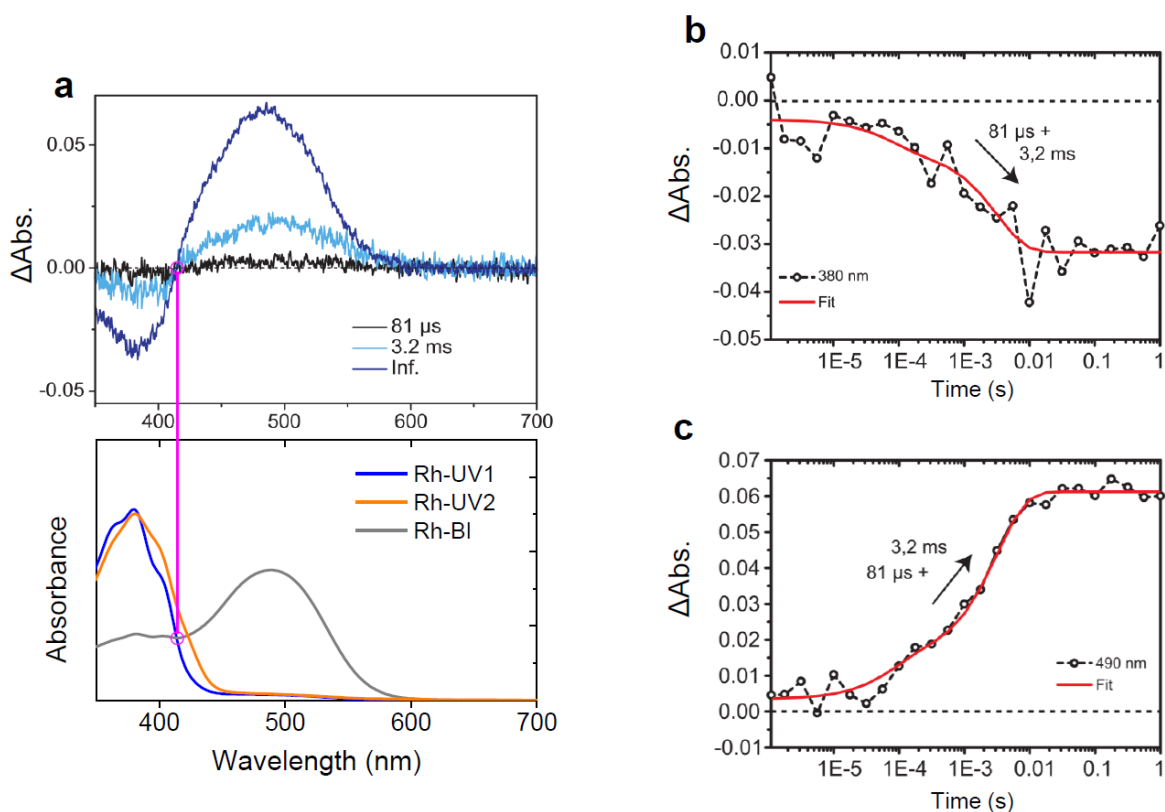 a
ΔAbs.
0.05
0.00
-0.05
81 µs
3.2 ms
Inf.
400 500 600 700
Absorbance
Rh-UV1
Rh-UV2
Rh-Bl
400 500 600 700
Wavelength (nm)
b
ΔAbs.
0.01
0.00
-0.01
-0.02
-0.03
-0.04
-0.05
81 µs +
3,2 ms
380 nm
Fit
1E-5 1E-4 1E-3 0.01 0.1 1
Time (s)
c
ΔAbs.
0.07
0.06
0.05
0.04
0.03
0.02
0.01
0.00
-0.01
3,2 ms
81 µs +
490 nm
Fit
1E-5 1E-4 1E-3 0.01 0.1 1
Time (s)